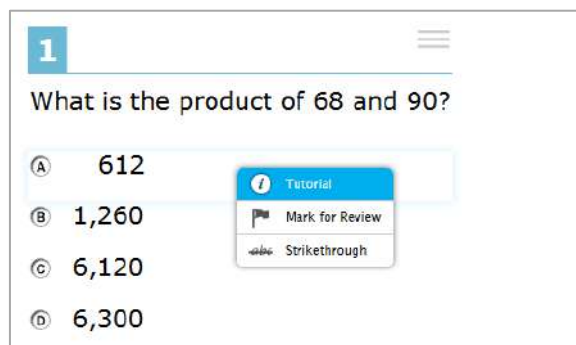 1
What is the product of 68 and 90?
A 612
B 1,260
C 6,120
D 6,300
i Tutorial
Mark for Review
abc Strikethrough